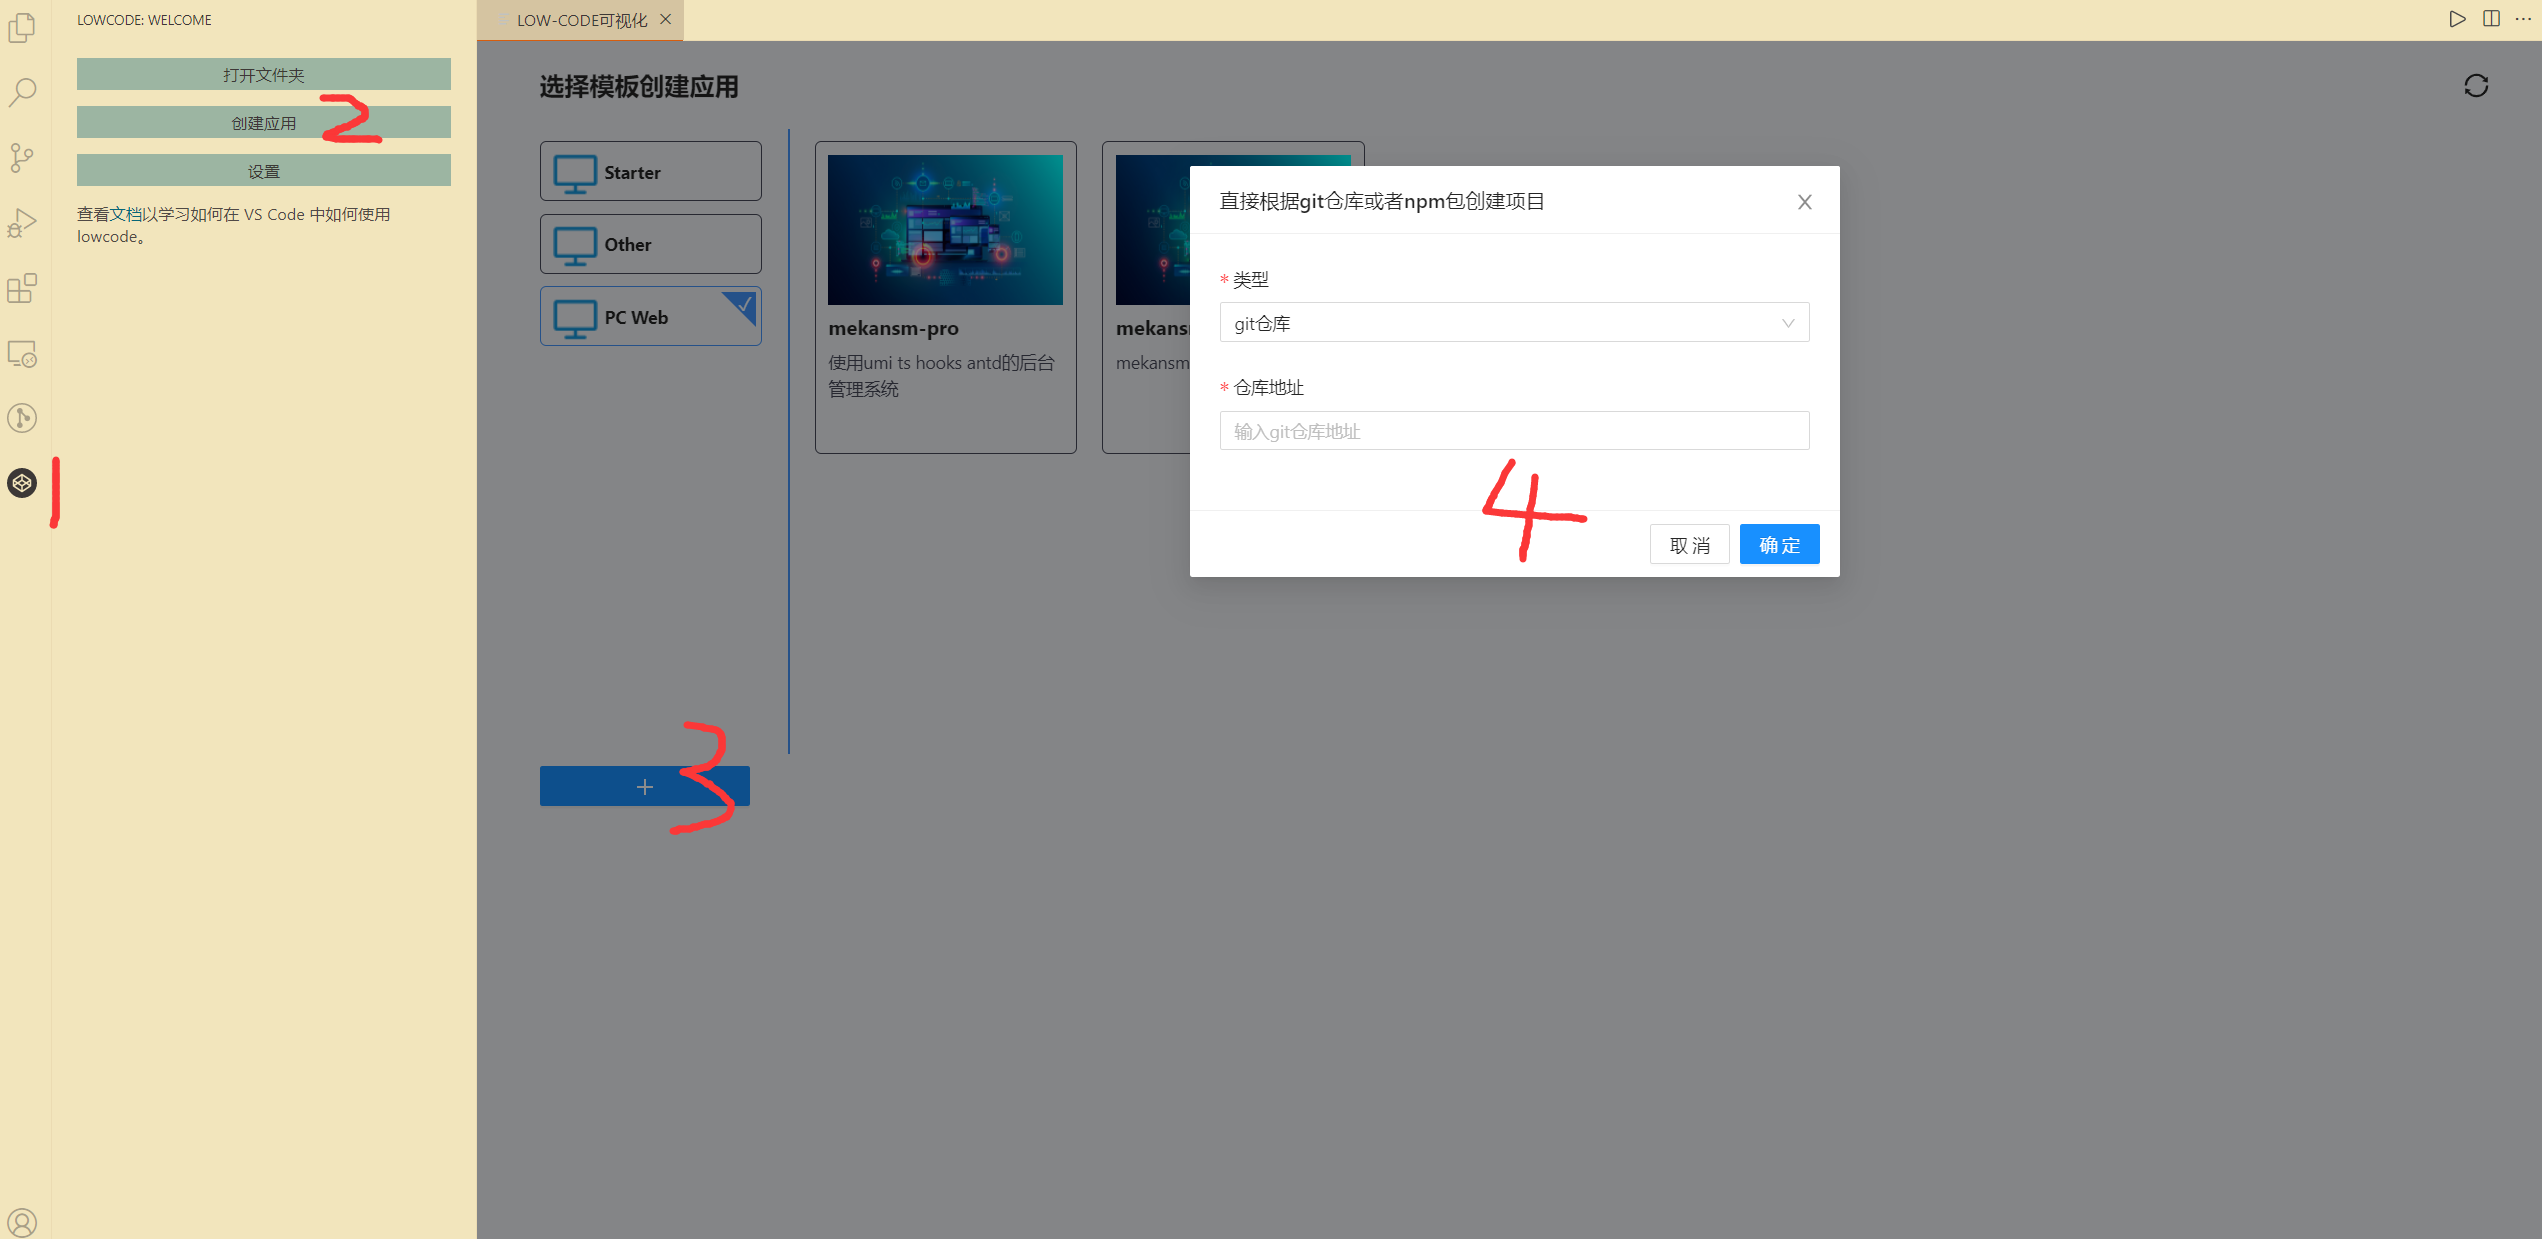 LOWCODE: WELCOME
打开文件夹
创建应用
2
设置
查看文档以学习如何在 VS Code 中如何使用
lowcode。
1
LOW-CODE可视化
选择模板创建应用
Starter
Other
PC Web
mekansm-pro
使用umi ts hooks antd的后台
管理系统
mekansm
mekansm
3
直接根据git仓库或者npm包创建项目
* 类型
git仓库
* 仓库地址
输入git仓库地址
4
取 消
确 定